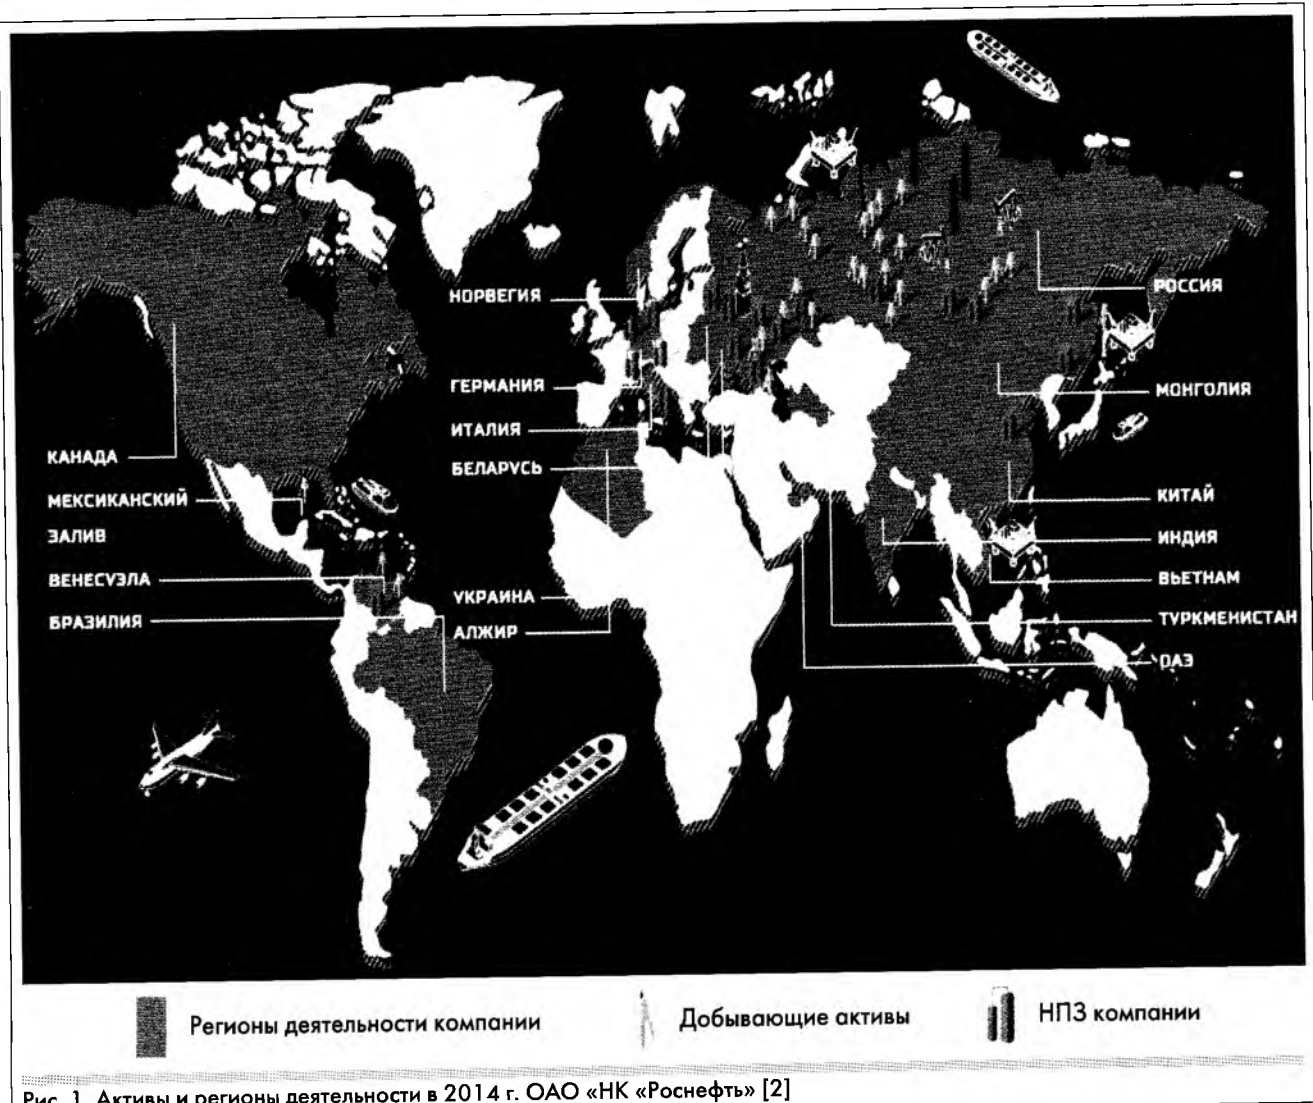 НОРВЕГИЯ
РОССИЯ
ГЕРМАНИЯ
МОНГОЛИЯ
ИТАЛИЯ
КАНАДА
БЕЛАРУСЬ
МЕКСИКАНСКИЙ
ЗАЛИВ
КИТАЙ
ИНДИЯ
ВЕНЕСУЭЛА
ВЬЕТНАМ
УКРАИНА
БРАЗИЛИЯ
АЛЖИР
ТУРКМЕНИСТАН
ОАЭ
Регионы деятельности компании
Добывающие активы
НПЗ компании
Рис. 1. Активы и регионы деятельности в 2014 г. ОАО «НК «Роснефть» [2]